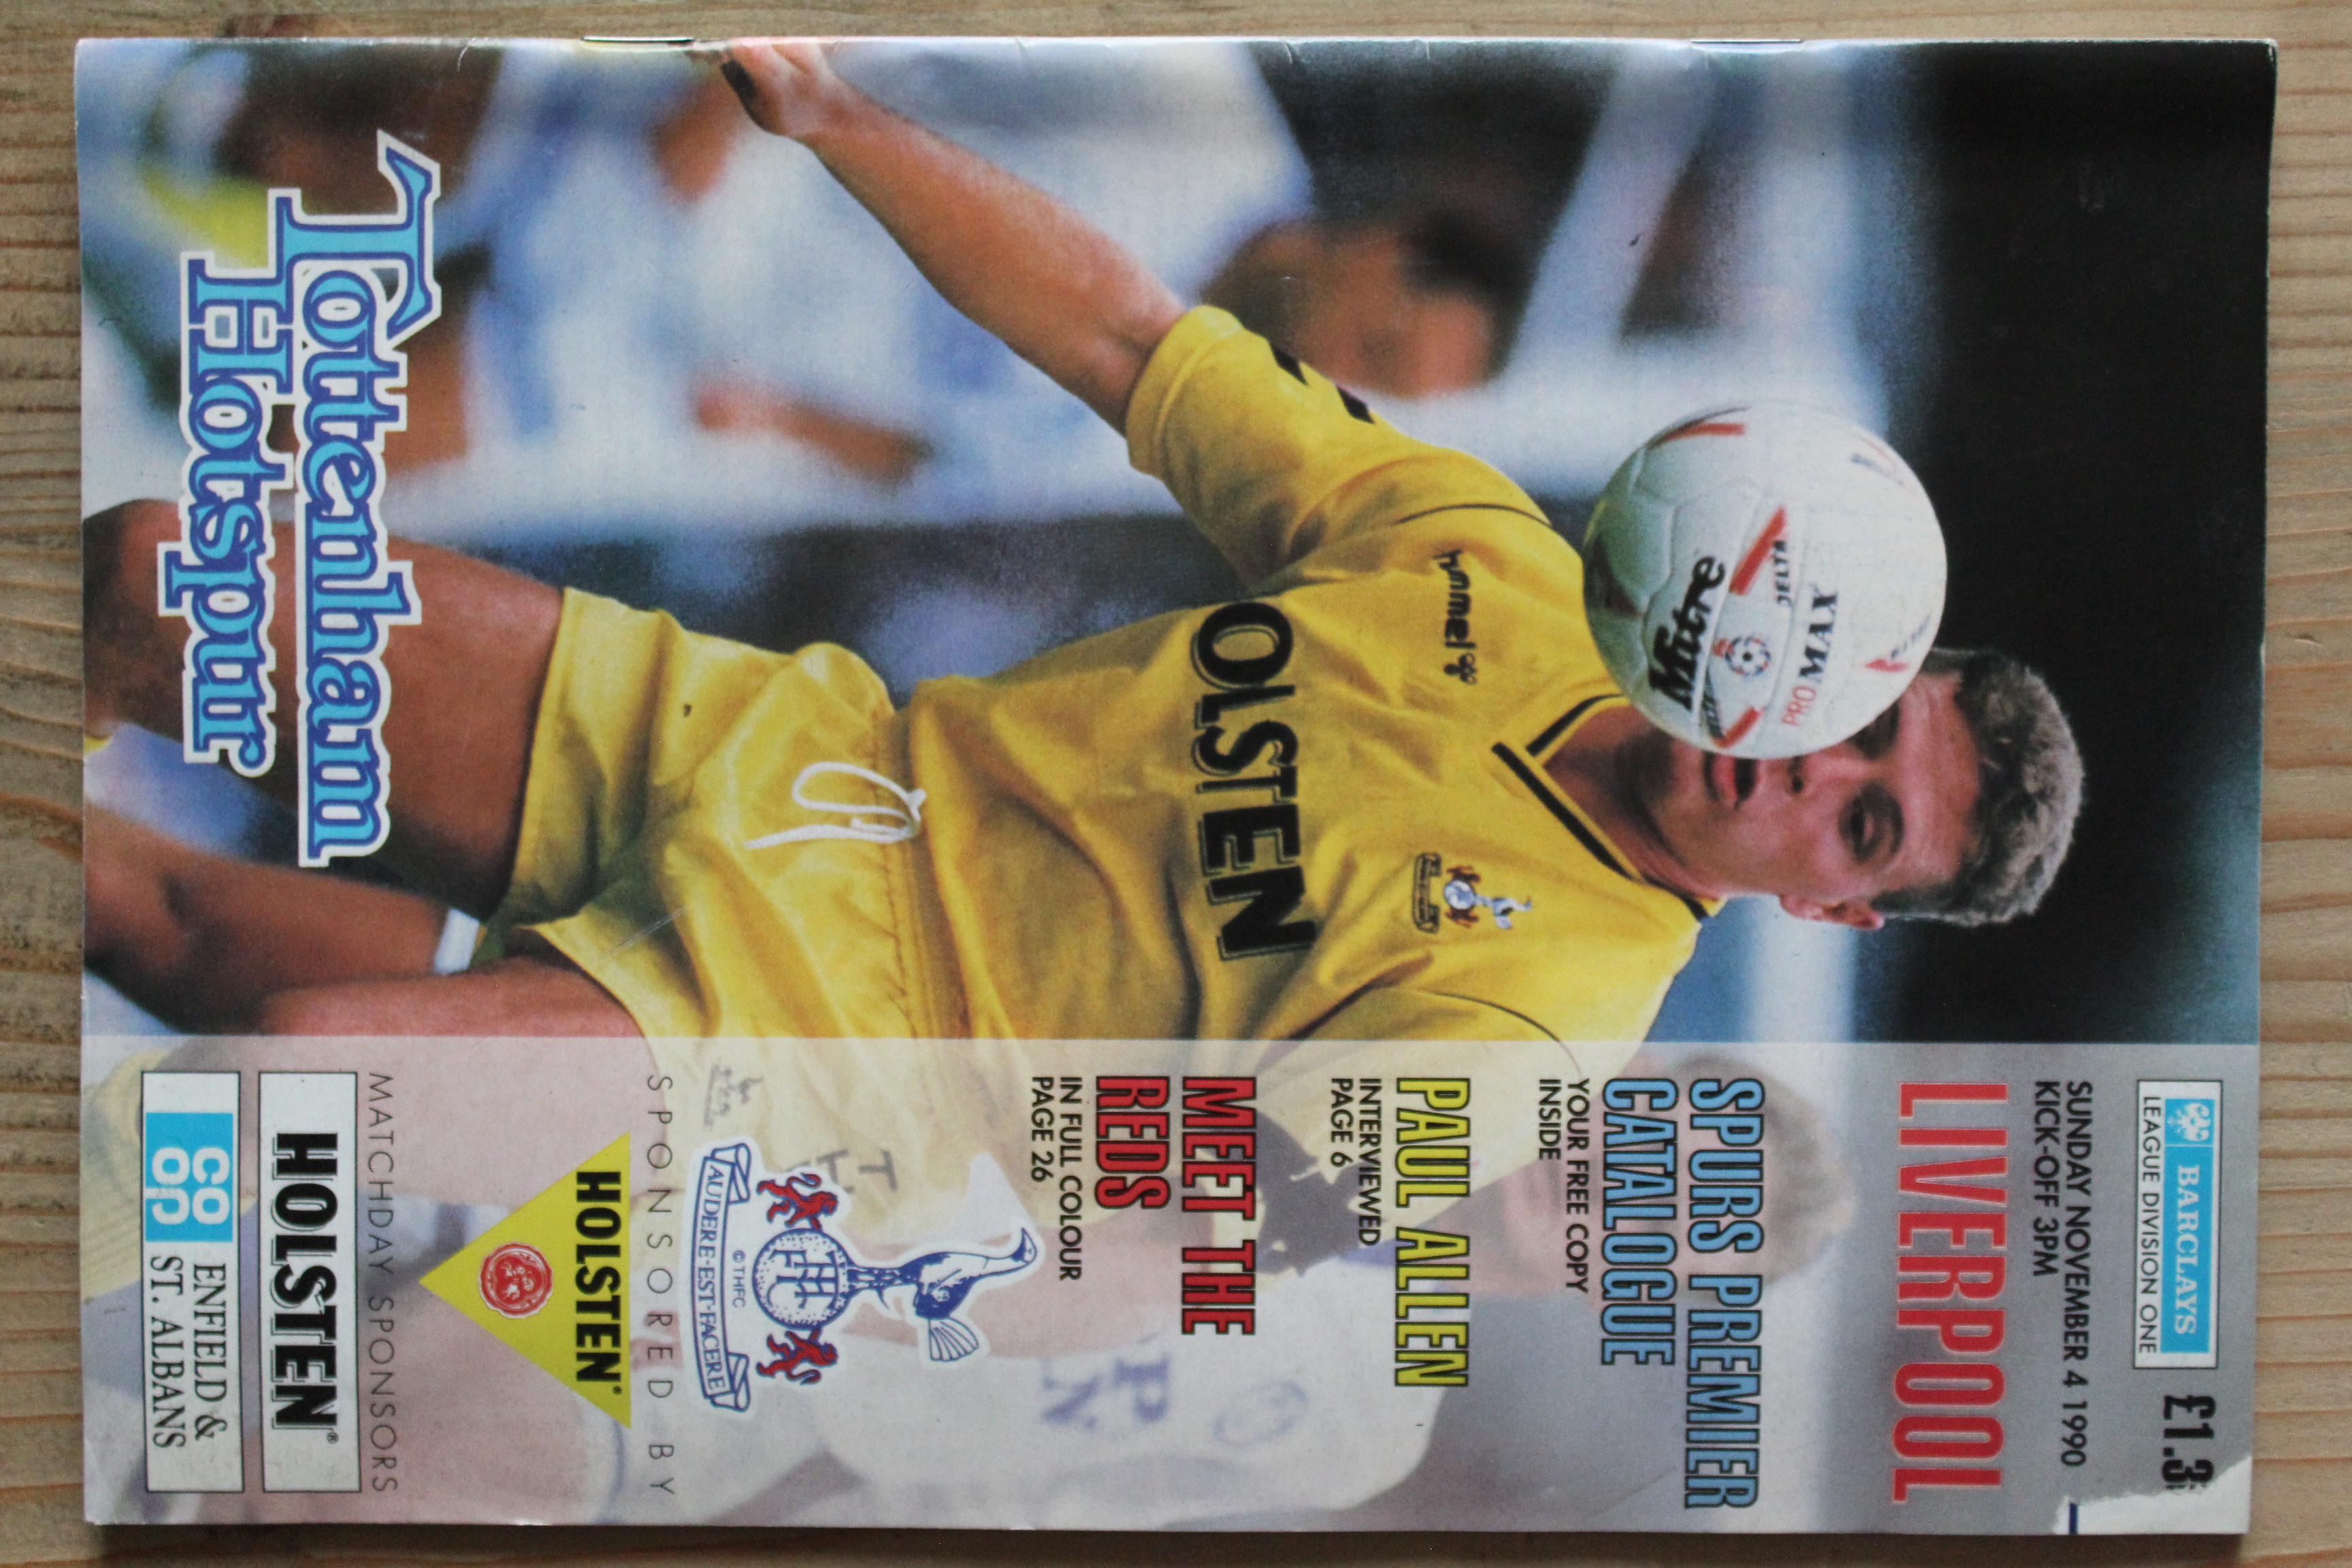 BARCLAYS
LEAGUE DIVISION ONE
£1.3
SUNDAY NOVEMBER 4 1990
KICK-OFF 3PM
LIVERPOOL
SPURS PREMIER
CATALOGUE
YOUR FREE COPY
INSIDE
PAUL ALLEN
INTERVIEWED
PAGE 6
MEET THE
REDS
IN FULL COLOUR
PAGE 26
AUDERE·EST·FACERE
©THFC
SPONSORED BY
HOLSTEN®
MATCHDAY SPONSORS
HOLSTEN®
CO OP
ENFIELD &
ST. ALBANS
Tottenham
Hotspur
Mitre
DELTA
PRO MAX
hummel
HOLSTEN